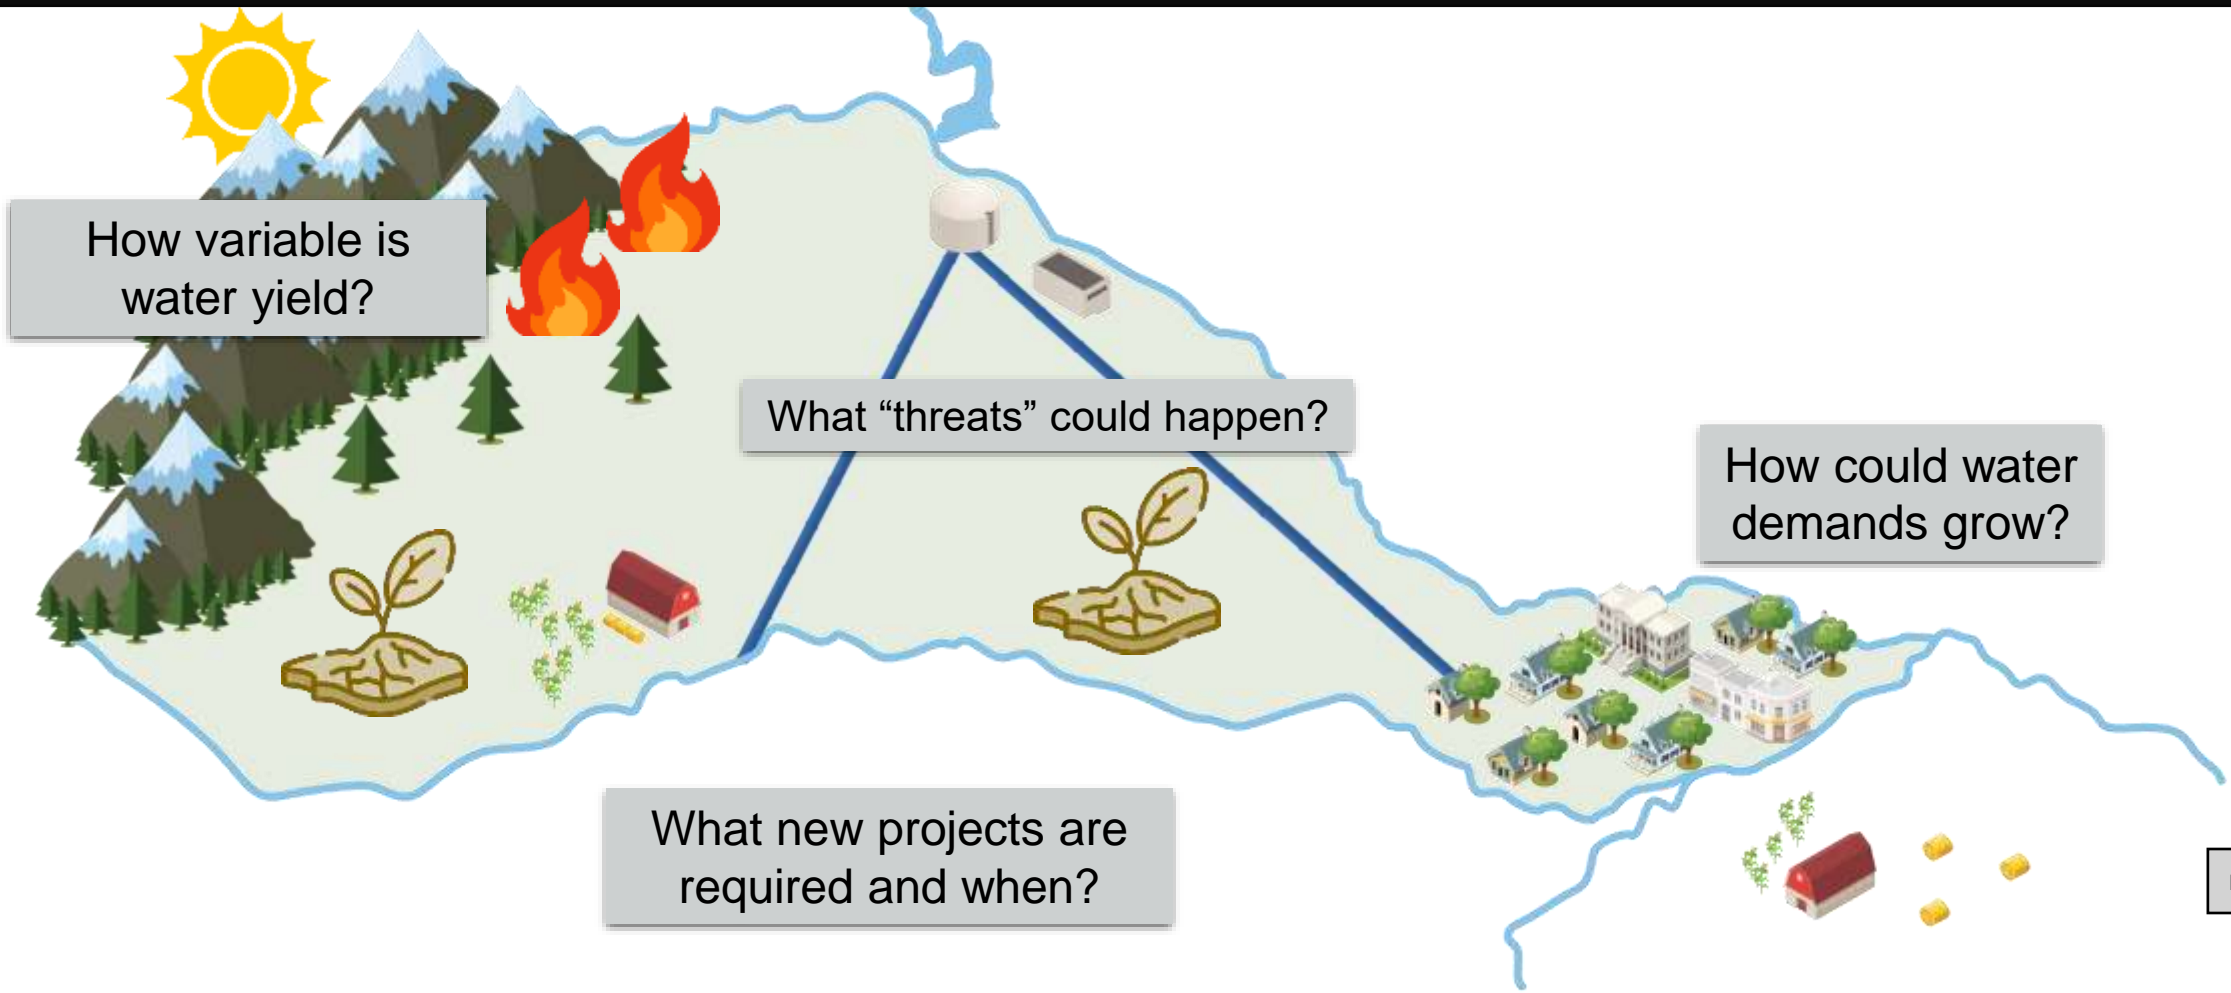 How variable is
water yield?
What “threats” could happen?
How could water
demands grow?
What new projects are
required and when?